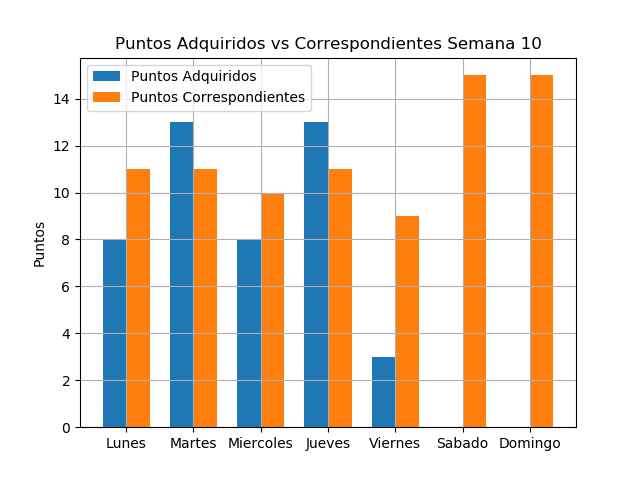 Puntos Adquiridos vs Correspondientes Semana 10
Puntos Adquiridos
Puntos Correspondientes
Puntos
14
12
10
8
6
4
2
0
Lunes Martes Miercoles Jueves Viernes Sabado Domingo